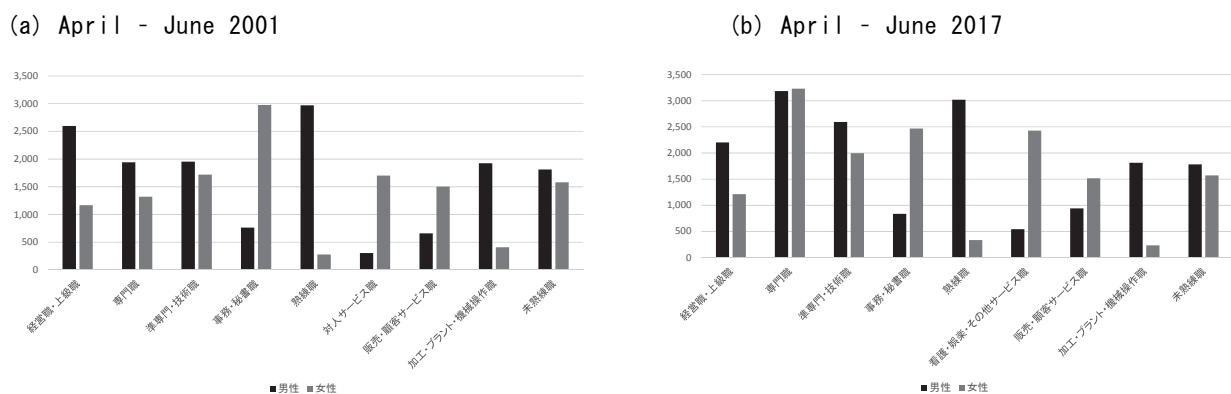 (a) April - June 2001
3,500
3,000
2,500
2,000
1,500
1,000
500
0
経営職・上級職
専門職
準専門・技術職
事務・秘書職
熟練職
対人サービス職
販売・顧客サービス職
加工・プラント・機械操作職
未熟練職
■男性 ■女性
(b) April - June 2017
3,500
3,000
2,500
2,000
1,500
1,000
500
0
経営職・上級職
専門職
準専門・技術職
事務・秘書職
熟練職
看護・娯楽・その他サービス職
販売・顧客サービス職
加工・プラント・機械操作職
未熟練職
■男性 ■女性